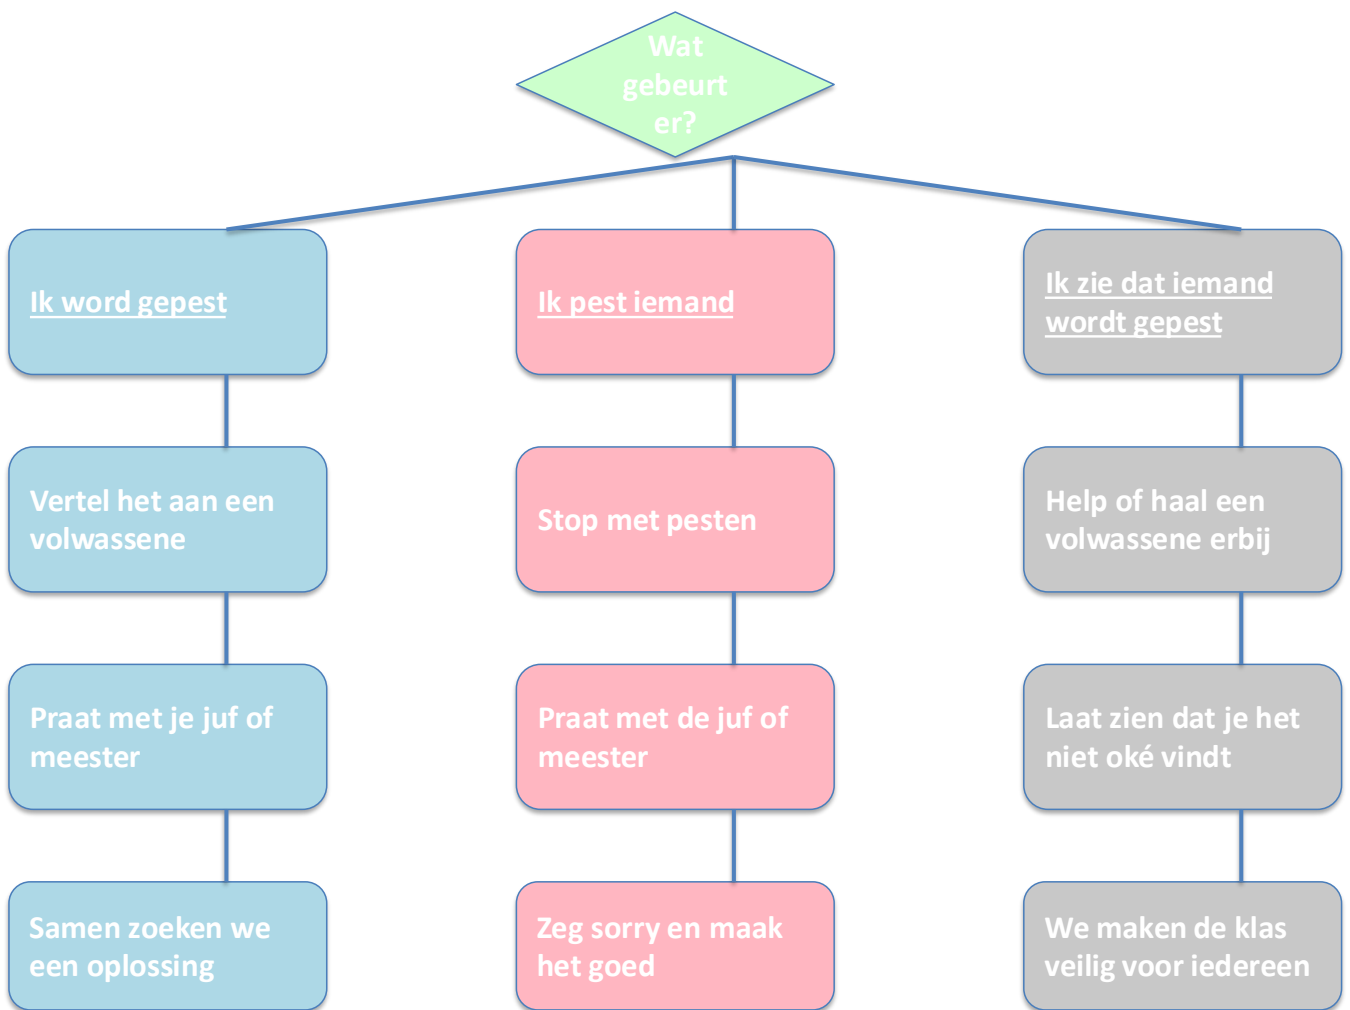 Wat
gebeurt
er?
Ik word gepest
Vertel het aan een
volwassene
Praat met je juf of
meester
Samen zoeken we
een oplossing
Ik pest iemand
Stop met pesten
Praat met de juf of
meester
Zeg sorry en maak
het goed
Ik zie dat iemand
wordt gepest
Help of haal een
volwassene erbij
Laat zien dat je het
niet oké vindt
We maken de klas
veilig voor iedereen